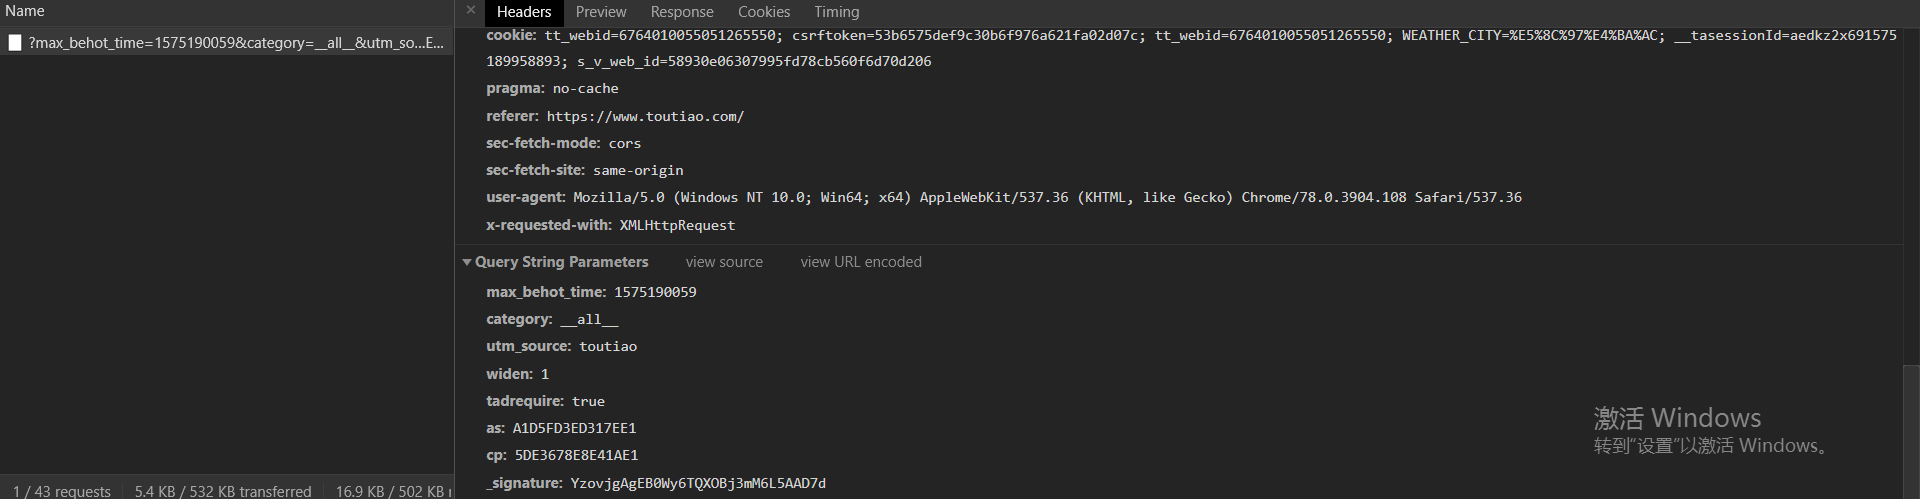 Name
?max_behot_time=1575190059&category=__all__&utm_so...E...
1 / 43 requests
5.4 KB / 532 KB transferred
16.9 KB / 502 KB
× Headers Preview Response Cookies Timing
cookie: tt_webid=6764010055051265550; csrftoken=53b6575def9c30b6f976a621fa02d07c; tt_webid=6764010055051265550; WEATHER_CITY=%E5%8C%97%E4%BA%AC; __tasessionId=aedkz2x691575
189958893; s_v_web_id=58930e06307995fd78cb560f6d70d206
pragma: no-cache
referer: https://www.toutiao.com/
sec-fetch-mode: cors
sec-fetch-site: same-origin
user-agent: Mozilla/5.0 (Windows NT 10.0; Win64; x64) AppleWebKit/537.36 (KHTML, like Gecko) Chrome/78.0.3904.108 Safari/537.36
x-requested-with: XMLHttpRequest
Query String Parameters view source view URL encoded
max_behot_time: 1575190059
category: __all__
utm_source: toutiao
widen: 1
tadrequire: true
as: A1D5FD3ED317EE1
cp: 5DE3678E8E41AE1
_signature: YzovjgAgEB0Wy6TQXOBj3mM6L5AAD7d
激活 Windows
转到“设置”以激活 Windows。